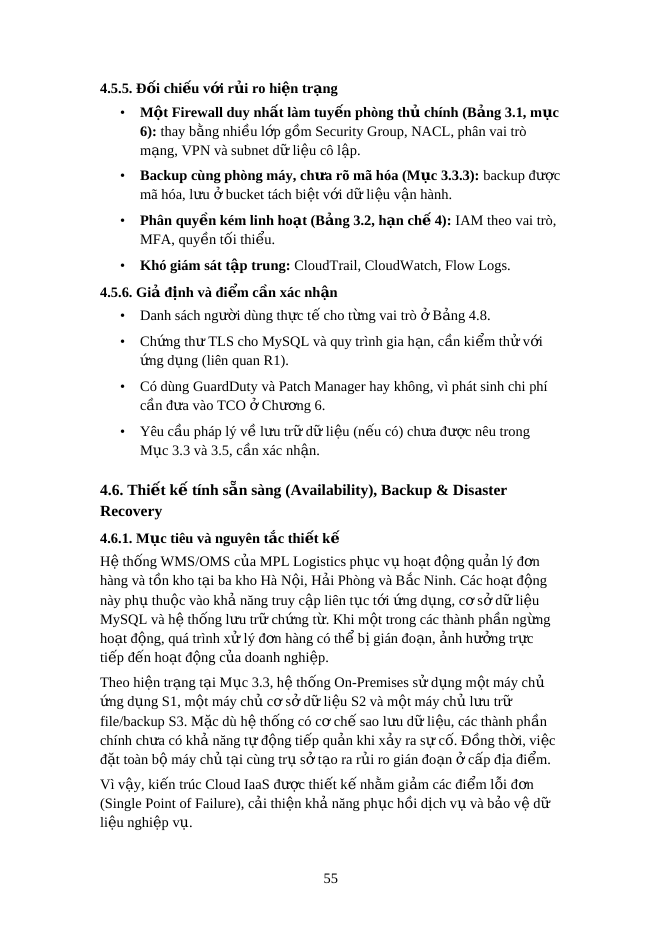 4.5.5. Đối chiếu với rủi ro hiện trạng
• Một Firewall duy nhất làm tuyến phòng thủ chính (Bảng 3.1, mục
6): thay bằng nhiều lớp gồm Security Group, NACL, phân vai trò
mạng, VPN và subnet dữ liệu cô lập.
• Backup cùng phòng máy, chưa rõ mã hóa (Mục 3.3.3): backup được
mã hóa, lưu ở bucket tách biệt với dữ liệu vận hành.
• Phân quyền kém linh hoạt (Bảng 3.2, hạn chế 4): IAM theo vai trò,
MFA, quyền tối thiểu.
• Khó giám sát tập trung: CloudTrail, CloudWatch, Flow Logs.
4.5.6. Giả định và điểm cần xác nhận
• Danh sách người dùng thực tế cho từng vai trò ở Bảng 4.8.
• Chứng thư TLS cho MySQL và quy trình gia hạn, cần kiểm thử với
ứng dụng (liên quan R1).
• Có dùng GuardDuty và Patch Manager hay không, vì phát sinh chi phí
cần đưa vào TCO ở Chương 6.
• Yêu cầu pháp lý về lưu trữ dữ liệu (nếu có) chưa được nêu trong
Mục 3.3 và 3.5, cần xác nhận.
4.6. Thiết kế tính sẵn sàng (Availability), Backup & Disaster
Recovery
4.6.1. Mục tiêu và nguyên tắc thiết kế
Hệ thống WMS/OMS của MPL Logistics phục vụ hoạt động quản lý đơn
hàng và tồn kho tại ba kho Hà Nội, Hải Phòng và Bắc Ninh. Các hoạt động
này phụ thuộc vào khả năng truy cập liên tục tới ứng dụng, cơ sở dữ liệu
MySQL và hệ thống lưu trữ chứng từ. Khi một trong các thành phần ngừng
hoạt động, quá trình xử lý đơn hàng có thể bị gián đoạn, ảnh hưởng trực
tiếp đến hoạt động của doanh nghiệp.
Theo hiện trạng tại Mục 3.3, hệ thống On-Premises sử dụng một máy chủ
ứng dụng S1, một máy chủ cơ sở dữ liệu S2 và một máy chủ lưu trữ
file/backup S3. Mặc dù hệ thống có cơ chế sao lưu dữ liệu, các thành phần
chính chưa có khả năng tự động tiếp quản khi xảy ra sự cố. Đồng thời, việc
đặt toàn bộ máy chủ tại cùng trụ sở tạo ra rủi ro gián đoạn ở cấp địa điểm.
Vì vậy, kiến trúc Cloud IaaS được thiết kế nhằm giảm các điểm lỗi đơn
(Single Point of Failure), cải thiện khả năng phục hồi dịch vụ và bảo vệ dữ
liệu nghiệp vụ.
55